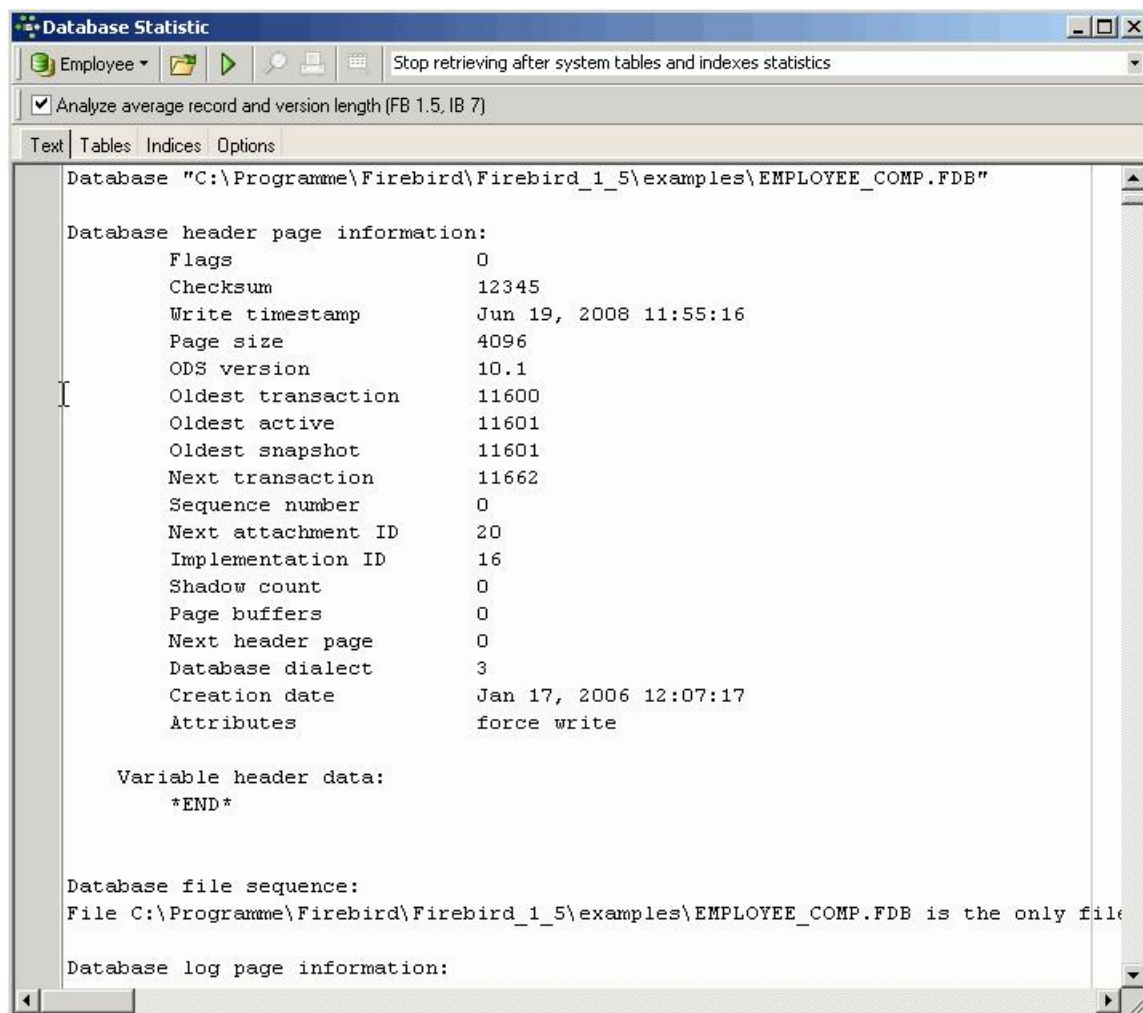 Database Statistic
Employee
Stop retrieving after system tables and indexes statistics
Analyze average record and version length (FB 1.5, IB 7)
Text Tables Indices Options
Database "C:\Programme\Firebird\Firebird_1_5\examples\EMPLOYEE_COMP.FDB"
Database header page information:
Flags 0
Checksum 12345
Write timestamp Jun 19, 2008 11:55:16
Page size 4096
ODS version 10.1
Oldest transaction 11600
Oldest active 11601
Oldest snapshot 11601
Next transaction 11662
Sequence number 0
Next attachment ID 20
Implementation ID 16
Shadow count 0
Page buffers 0
Next header page 0
Database dialect 3
Creation date Jan 17, 2006 12:07:17
Attributes force write
Variable header data:
*END*
Database file sequence:
File C:\Programme\Firebird\Firebird_1_5\examples\EMPLOYEE_COMP.FDB is the only file
Database log page information: